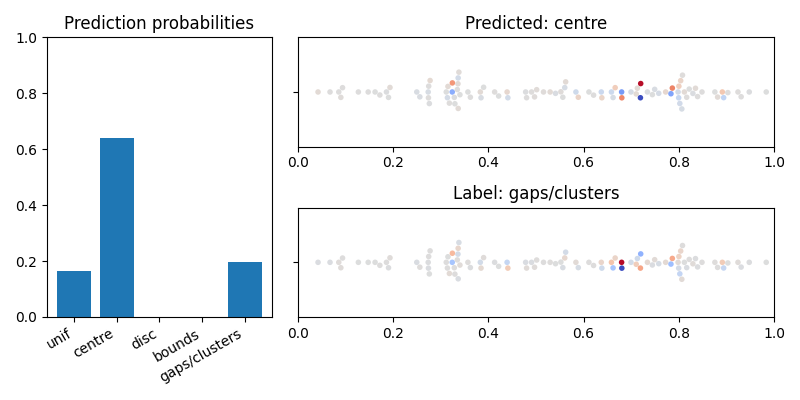 Prediction probabilities
1.0
0.8
0.6
0.4
0.2
0.0
unif
centre
disc
bounds
gaps/clusters
Predicted: centre
0.0 0.2 0.4 0.6 0.8 1.0
Label: gaps/clusters
0.0 0.2 0.4 0.6 0.8 1.0